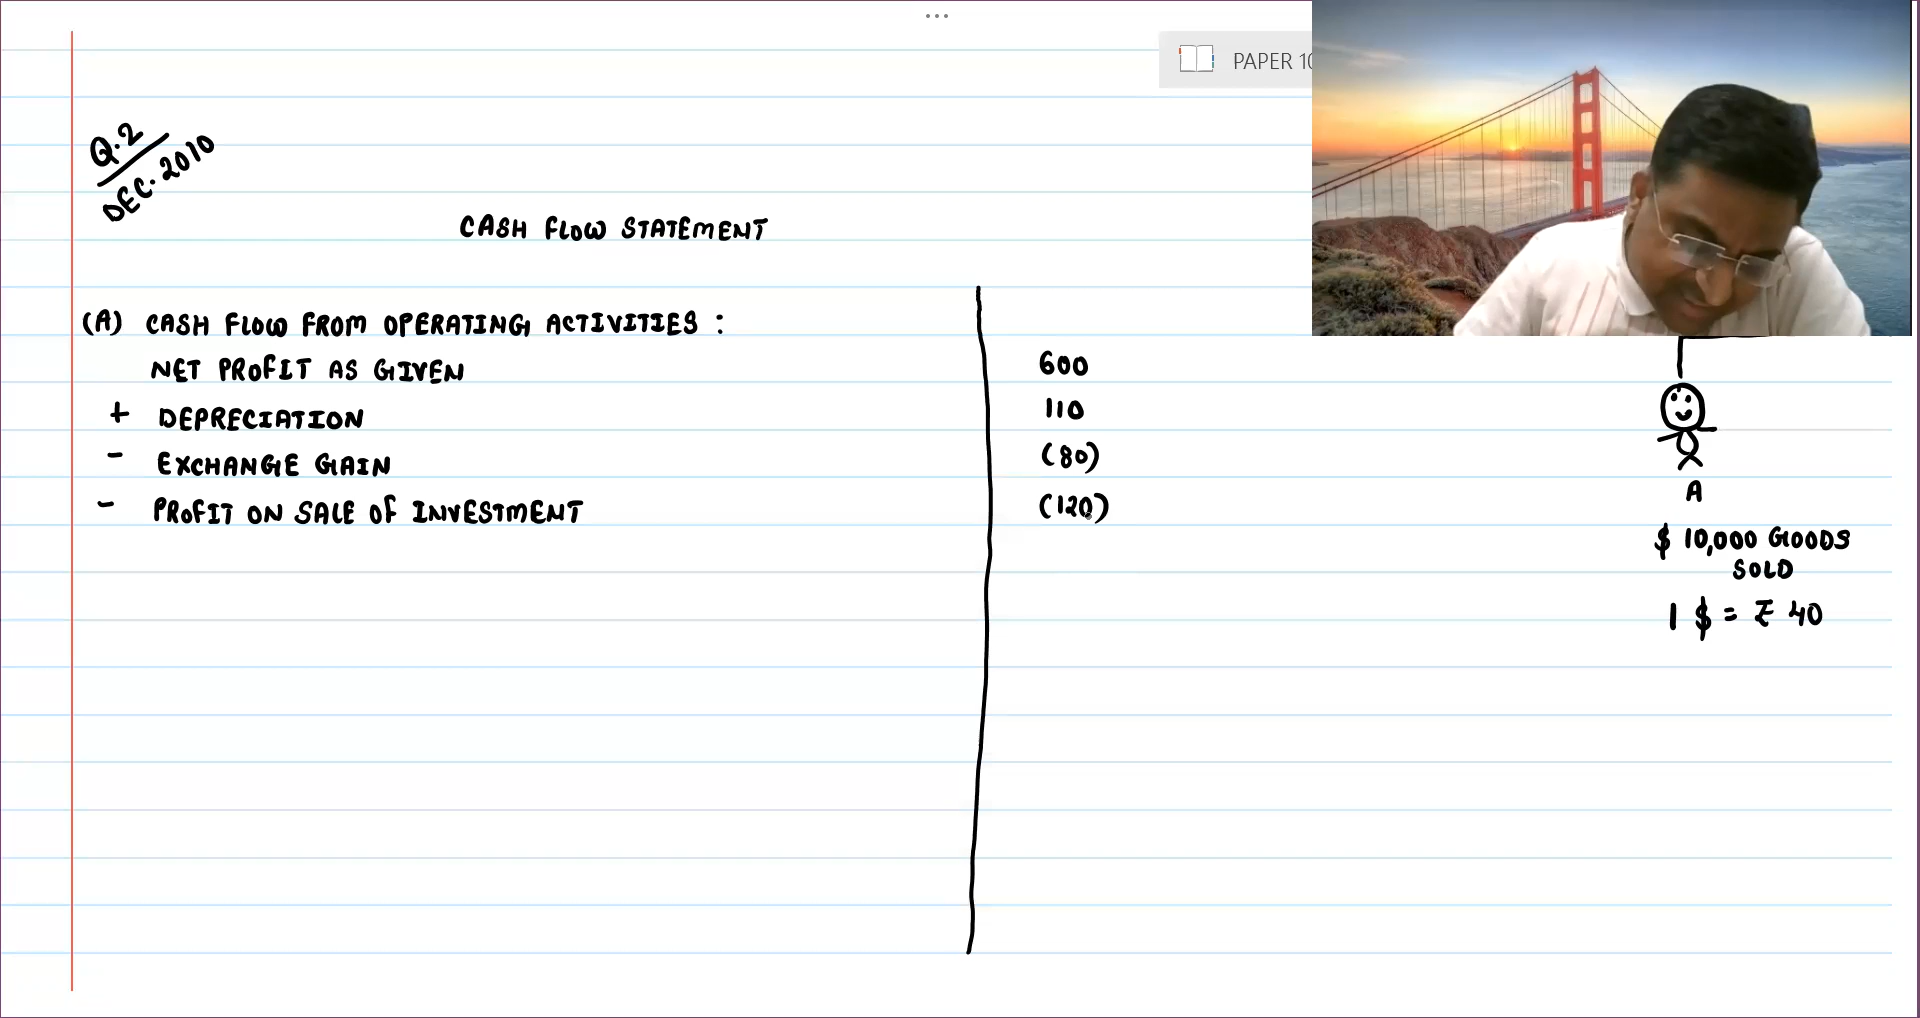 PAPER 10
Q.2
DEC. 2010
CASH FLOW STATEMENT
(A) CASH FLOW FROM OPERATING ACTIVITIES :
NET PROFIT AS GIVEN 600
+ DEPRECIATION 110
- EXCHANGE GAIN (80)
- PROFIT ON SALE OF INVESTMENT (120)
A
$ 10,000 GOODS
SOLD
1 $ = ₹ 40